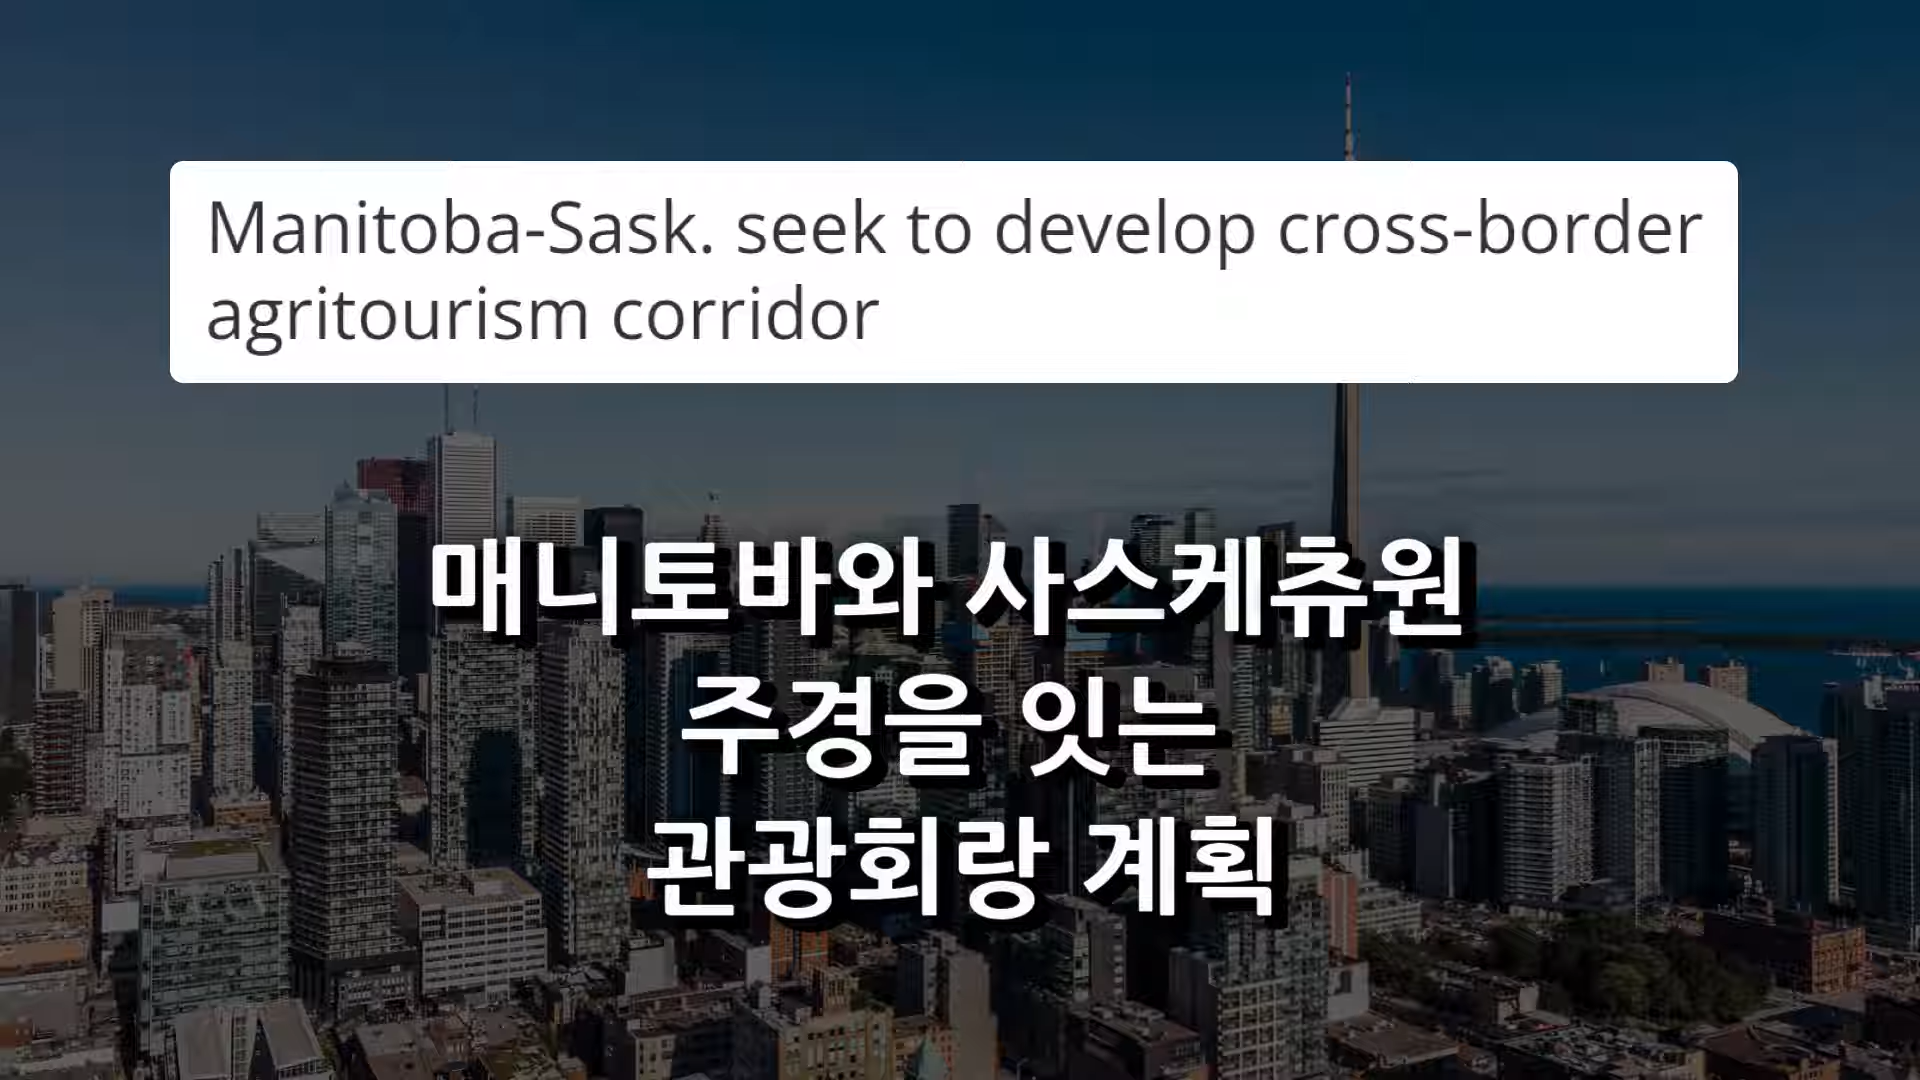 Manitoba-Sask. seek to develop cross-border
agritourism corridor
매니토바와 사스케츄원
주경을 잇는
관광회랑 계획